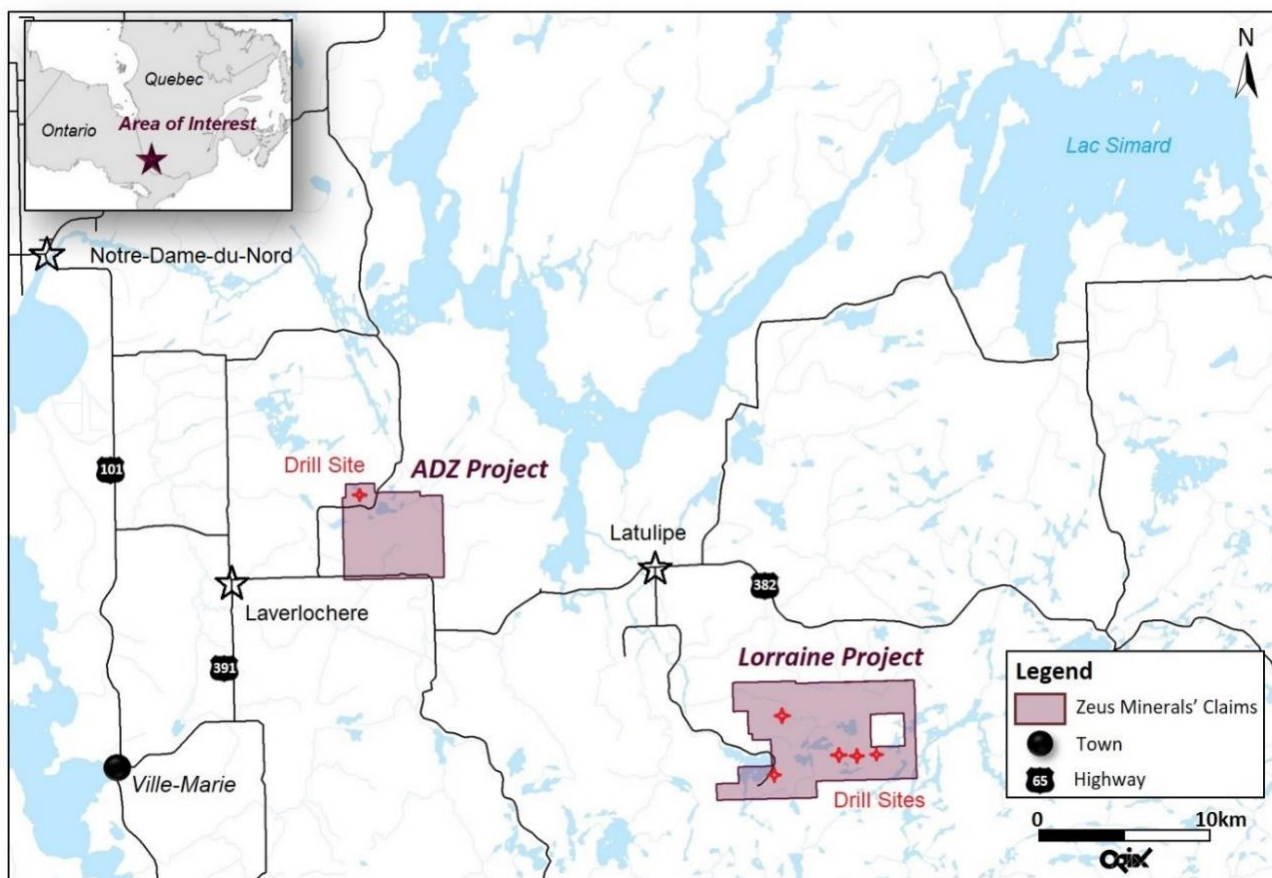 Quebec
Ontario
Area of Interest
N
Lac Simard
Notre-Dame-du-Nord
101
Drill Site
ADZ Project
Latulipe
382
Laverlochere
391
Lorraine Project
Drill Sites
Ville-Marie
Legend
Zeus Minerals' Claims
Town
65
Highway
0
10km